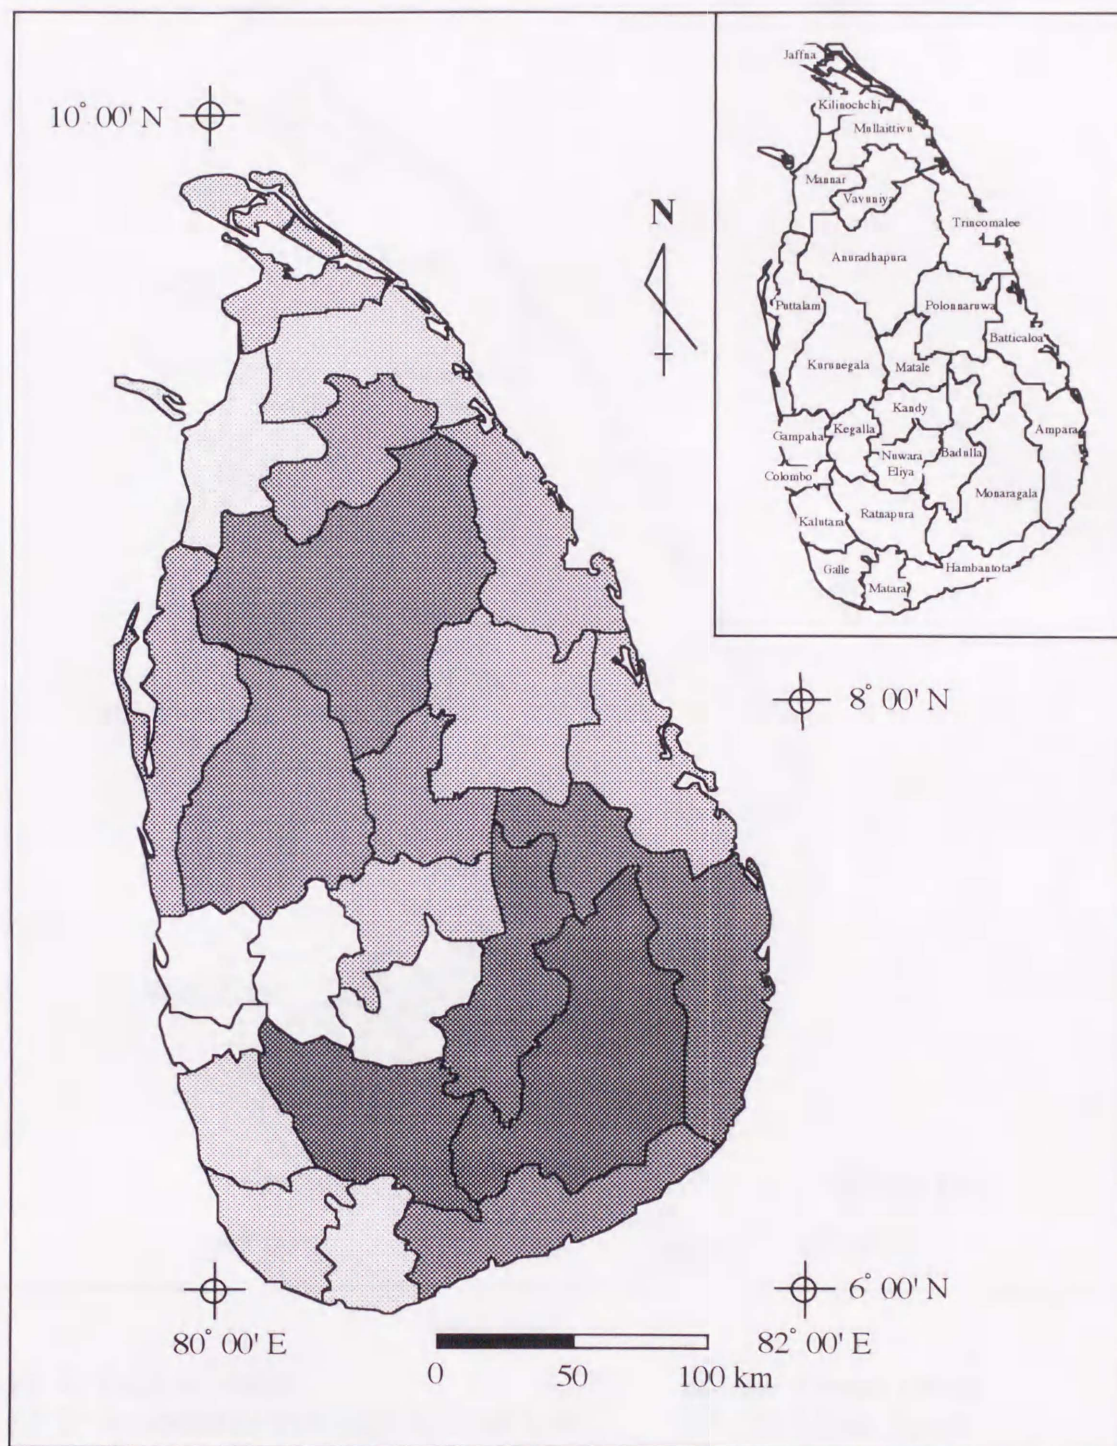 10° 00' N
N
8° 00' N
6° 00' N
80° 00' E
82° 00' E
0 50 100 km
Jaffna
Kilinochchi
Mullaittivu
Mannar
Vavuniya
Trincomalee
Anuradhapura
Puttalam
Polonnaruwa
Batticaloa
Kurunegala
Matale
Kandy
Ampara
Gampaha
Kegalla
Nuwara
Eliya
Badulla
Colombo
Monaragala
Ratnapura
Kalutara
Galle
Hambantota
Matara